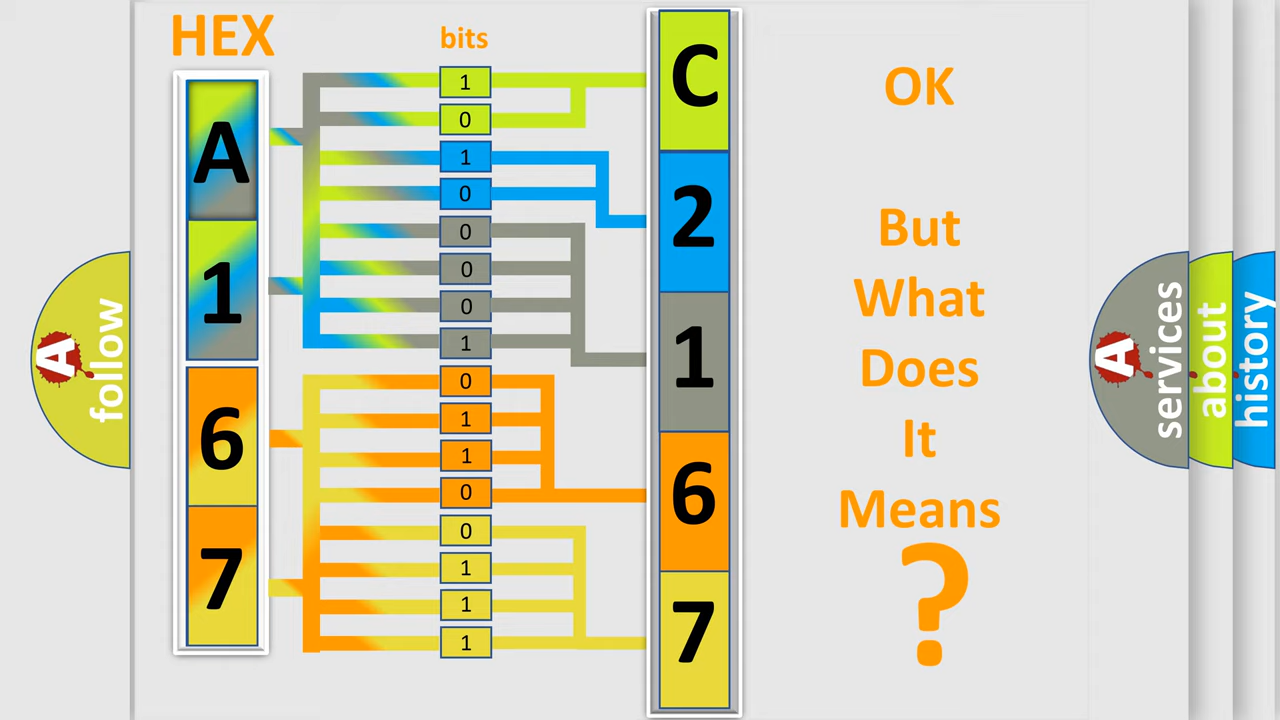 HEX
bits
A
1
6
7
1
0
1
0
0
0
0
1
0
1
1
0
0
1
1
1
C
2
1
6
7
OK
But
What
Does
It
Means
?
A
follow
A
services
about
history